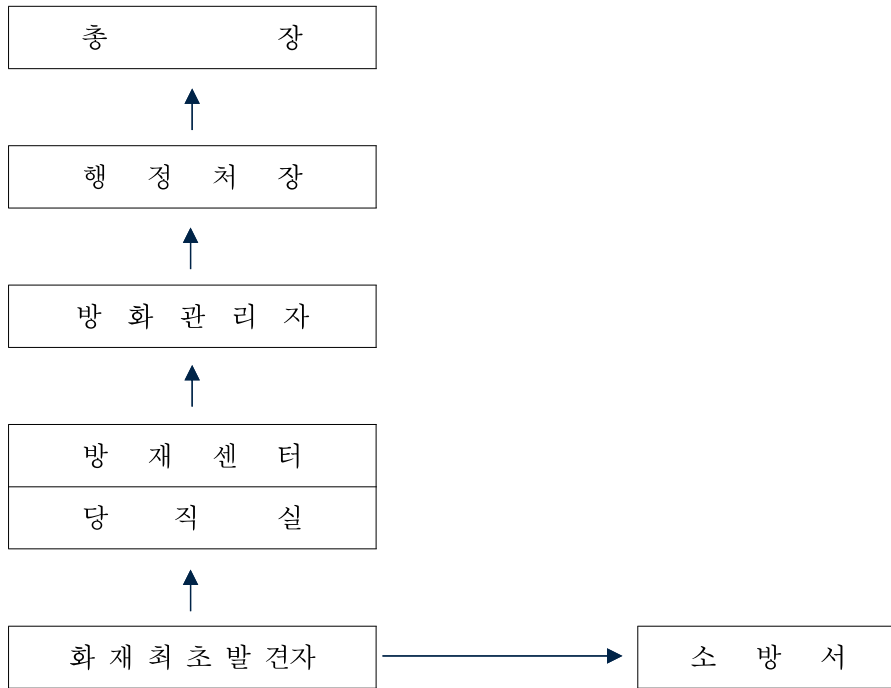 총 장
행 정 처 장
방 화 관 리 자
방 재 센 터
당 직 실
화 재 최 초 발 견자
소 방 서